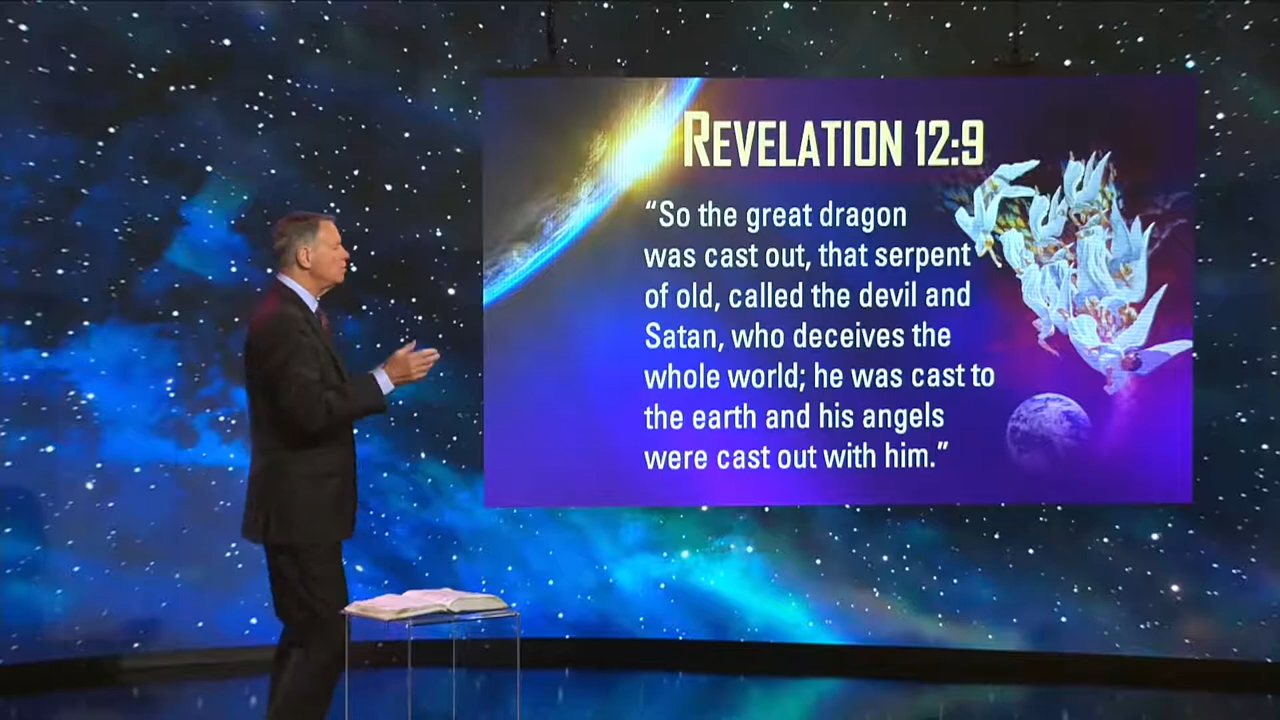 REVELATION 12:9
“So the great dragon
was cast out, that serpent
of old, called the devil and
Satan, who deceives the
whole world; he was cast to
the earth and his angels
were cast out with him.”